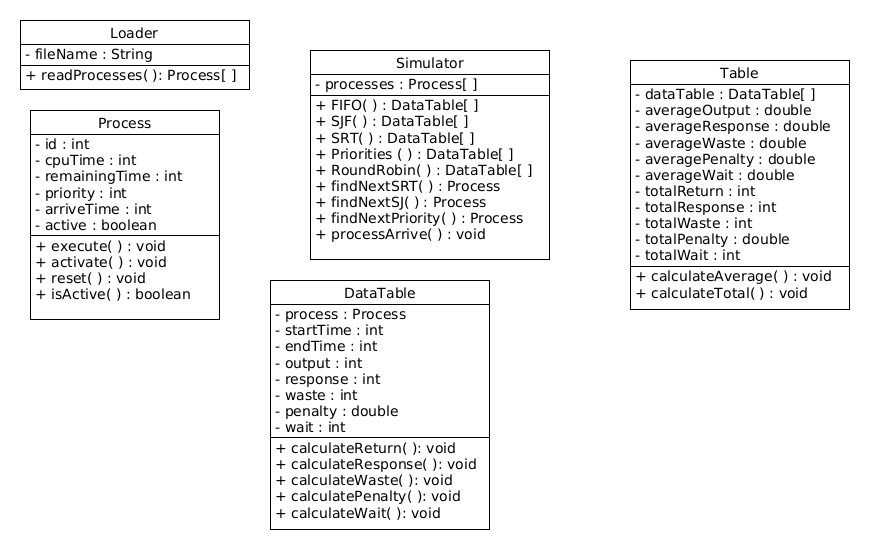 Loader
- fileName : String
+ readProcesses( ): Process[ ]
Process
- id : int
- cpuTime : int
- remainingTime : int
- priority : int
- arriveTime : int
- active : boolean
+ execute( ) : void
+ activate( ) : void
+ reset( ) : void
+ isActive( ) : boolean
Simulator
- processes : Process[ ]
+ FIFO( ) : DataTable[ ]
+ SJF( ) : DataTable[ ]
+ SRT( ) : DataTable[ ]
+ Priorities ( ) : DataTable[ ]
+ RoundRobin( ) : DataTable[ ]
+ findNextSRT( ) : Process
+ findNextSJ( ) : Process
+ findNextPriority( ) : Process
+ processArrive( ) : void
DataTable
- process : Process
- startTime : int
- endTime : int
- output : int
- response : int
- waste : int
- penalty : double
- wait : int
+ calculateReturn( ): void
+ calculateResponse( ): void
+ calculateWaste( ): void
+ calculatePenalty( ): void
+ calculateWait( ): void
Table
- dataTable : DataTable[ ]
- averageOutput : double
- averageResponse : double
- averageWaste : double
- averagePenalty : double
- averageWait : double
- totalReturn : int
- totalResponse : int
- totalWaste : int
- totalPenalty : double
- totalWait : int
+ calculateAverage( ) : void
+ calculateTotal( ) : void